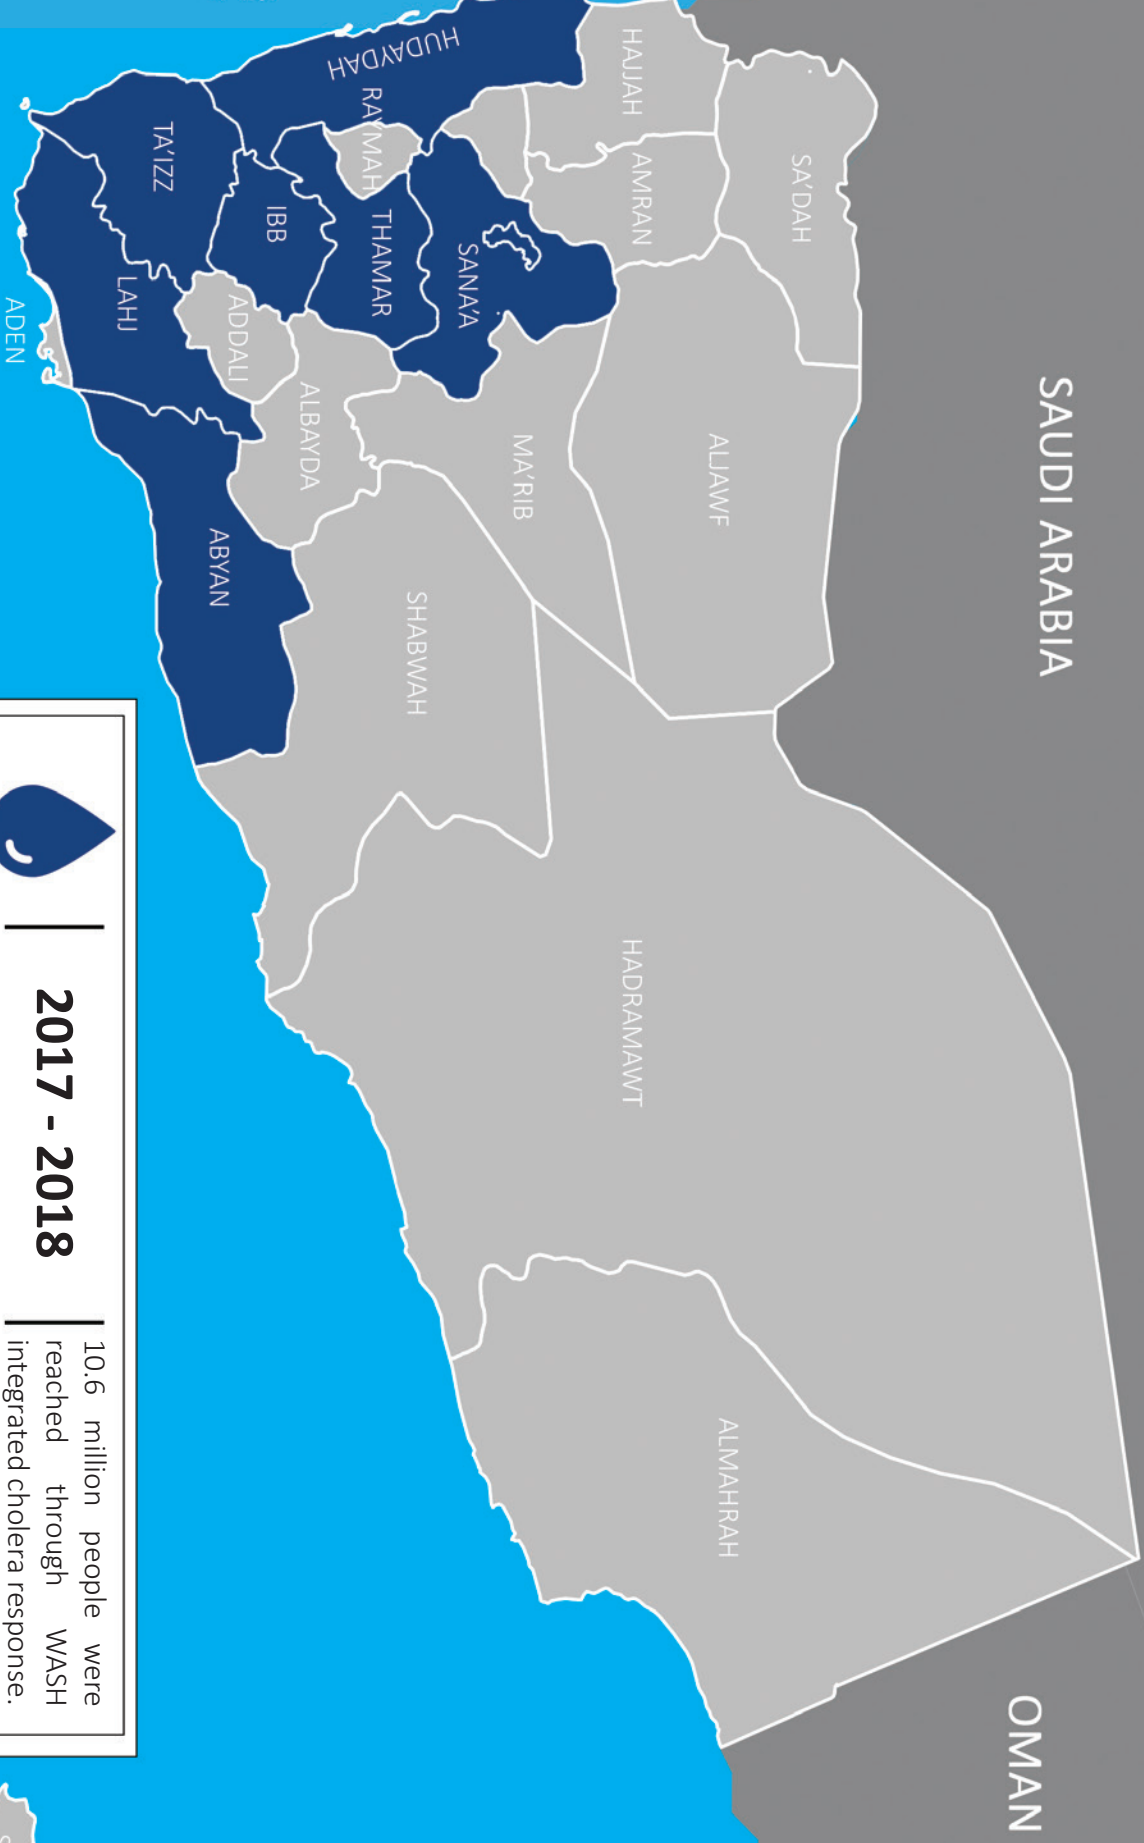 SAUDI ARABIA
OMAN
SA'DAH
HAJJAH
AMRAN
ALJAWF
HUDAYDAH
RAYMAH
SANA'A
MA'RIB
HADRAMAWT
ALMAHRAH
THAMAR
SHABWAH
IBB
ALBAYDA
TA'IZZ
ADDALI
ABYAN
LAHJ
ADEN
2017 - 2018
10.6 million people were
reached through WASH
integrated cholera response.